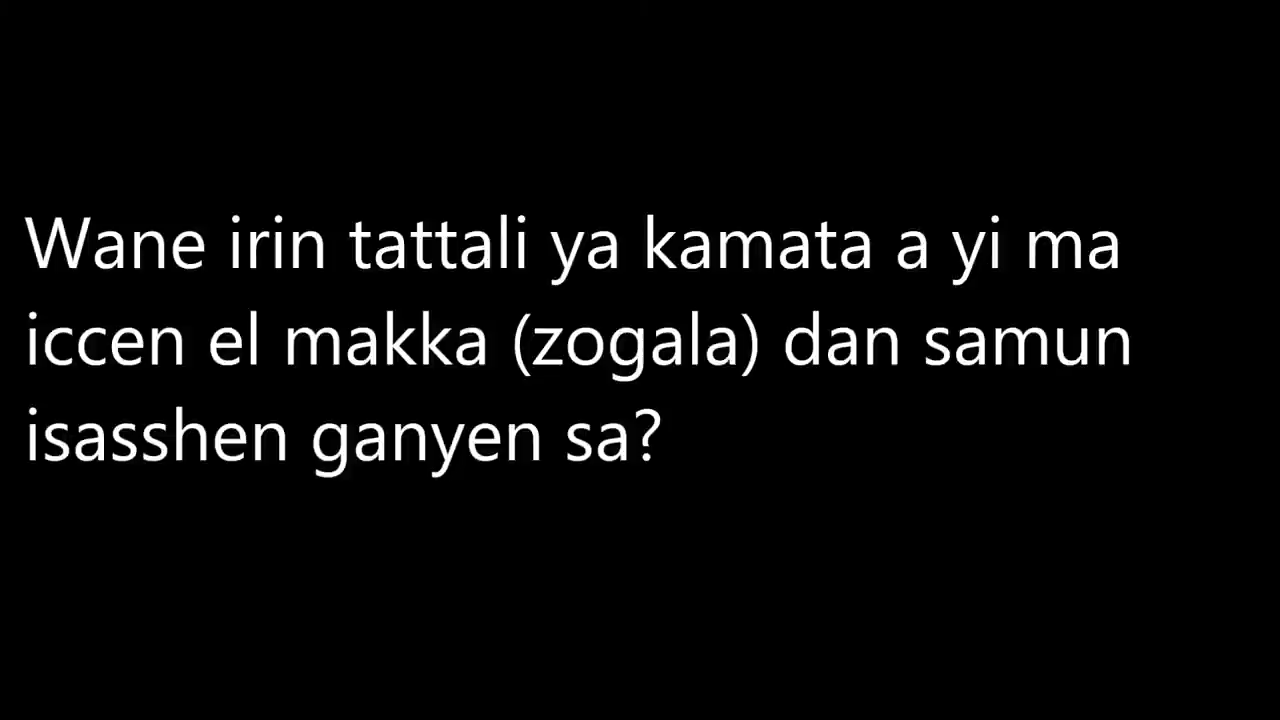 Wane irin tattali ya kamata a yi ma
iccen el makka (zogala) dan samun
isasshen ganyen sa?